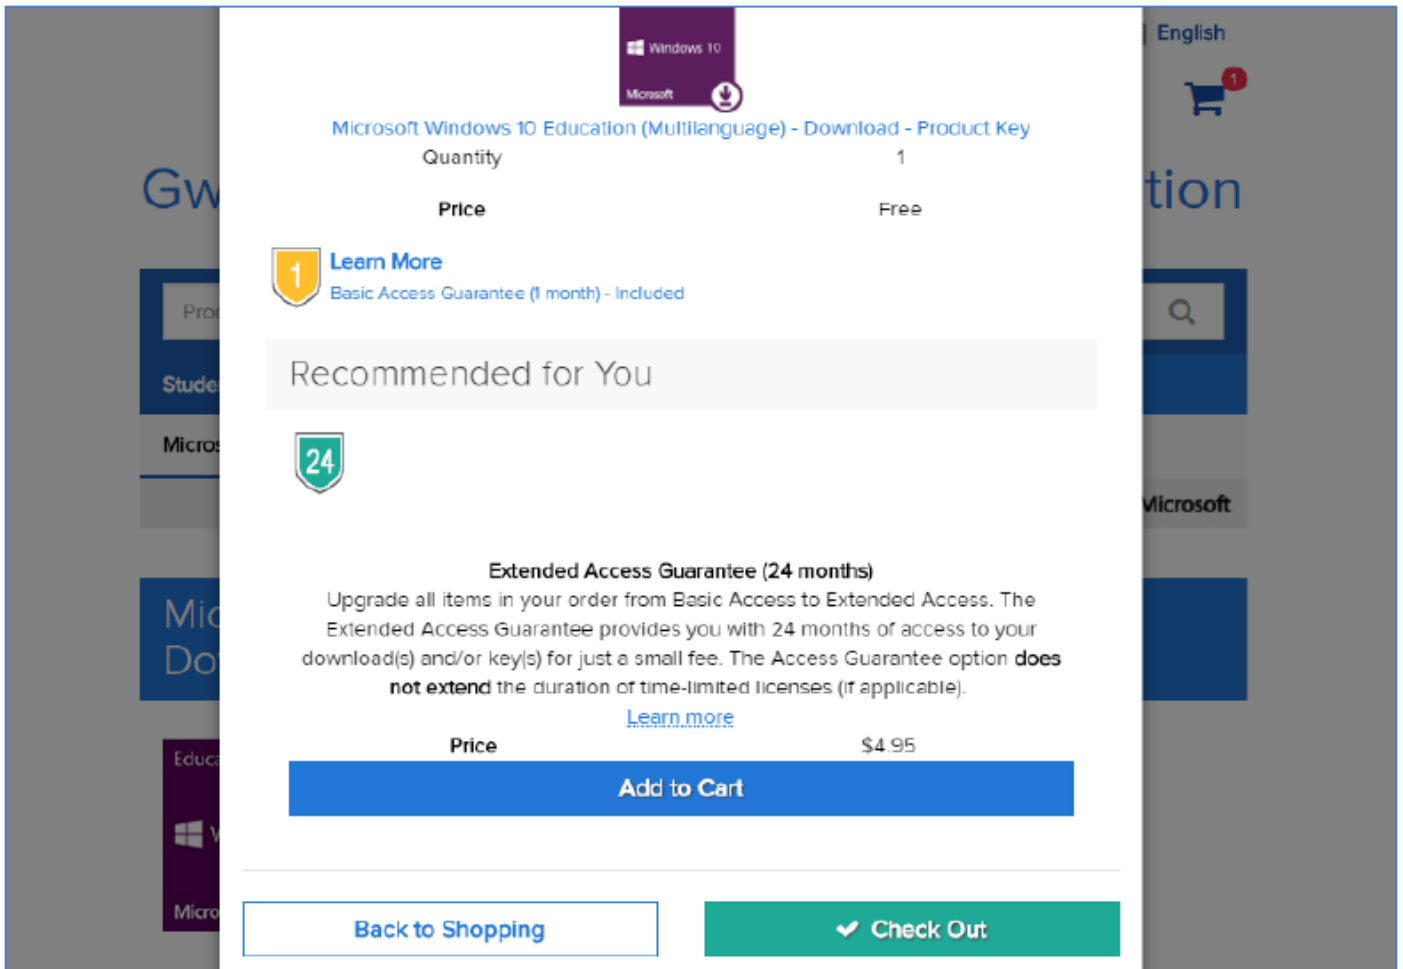 English
1
Windows 10
Microsoft
Microsoft Windows 10 Education (Multilanguage) - Download - Product Key
Quantity 1
Price Free
1
Learn More
Basic Access Guarantee (1 month) - Included
Recommended for You
24
Microsoft
Extended Access Guarantee (24 months)
Upgrade all items in your order from Basic Access to Extended Access. The
Extended Access Guarantee provides you with 24 months of access to your
download(s) and/or key(s) for just a small fee. The Access Guarantee option does
not extend the duration of time-limited licenses (if applicable).
Learn more
Price $4.95
Add to Cart
Back to Shopping Check Out